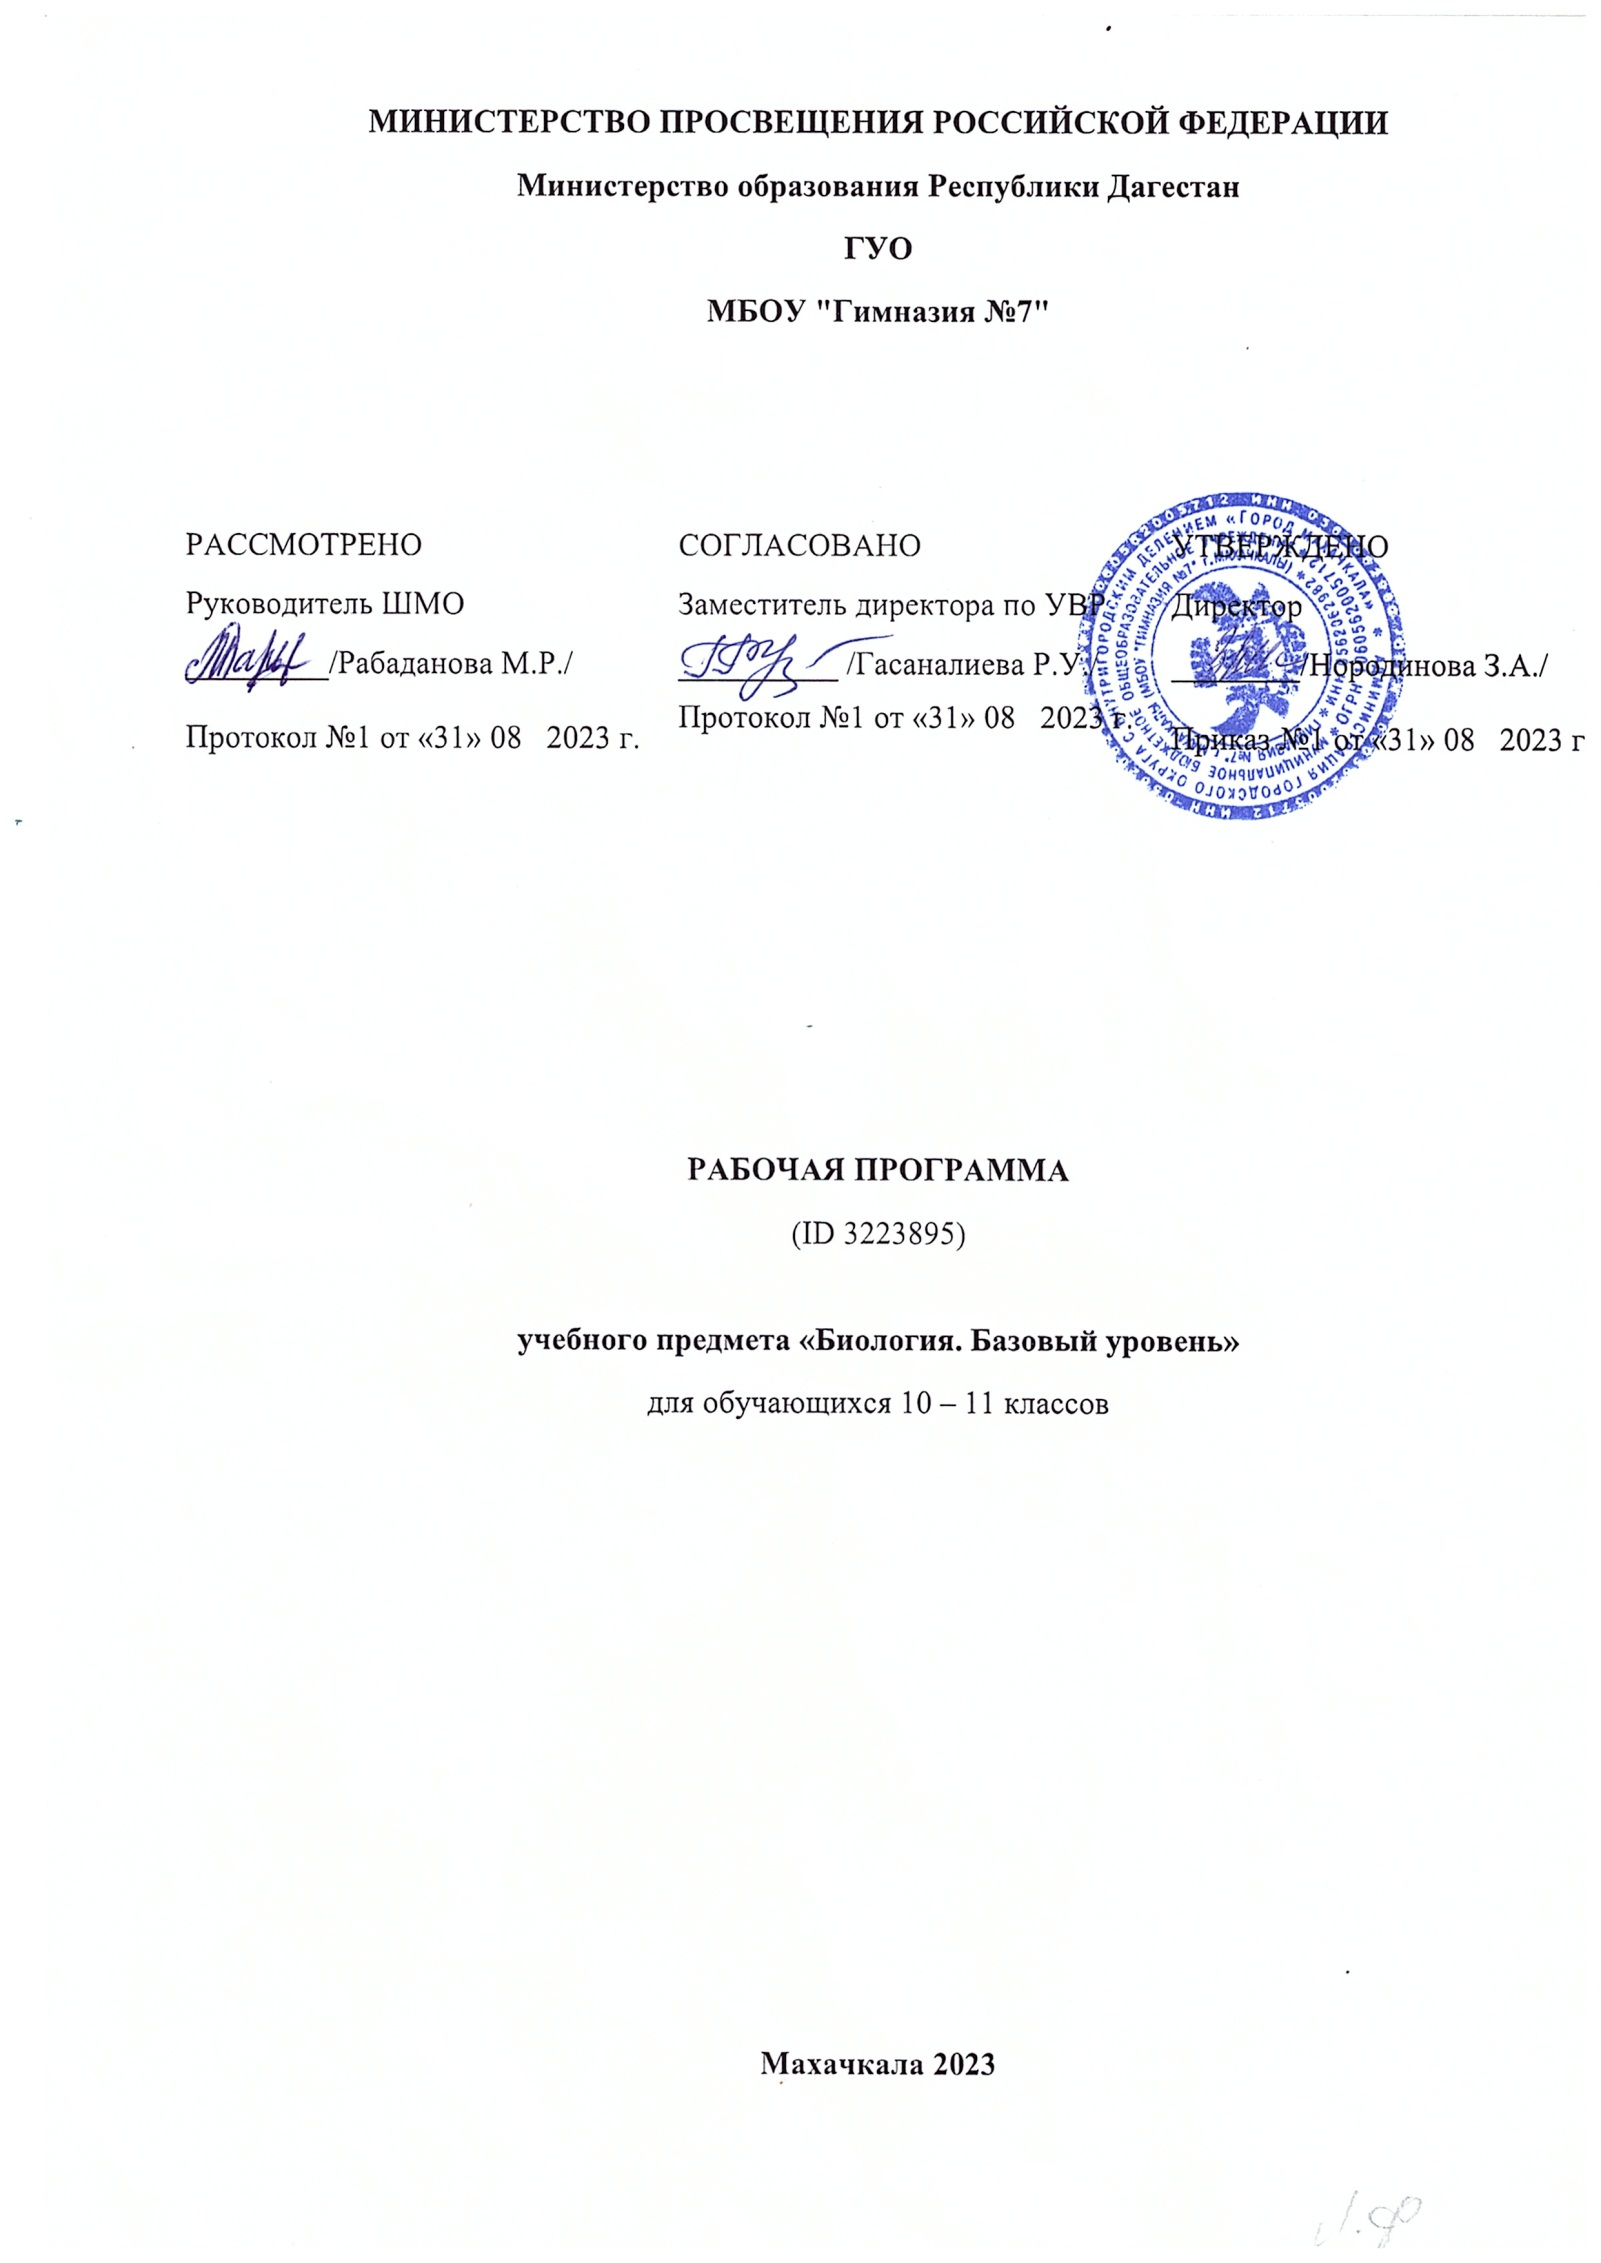 МИНИСТЕРСТВО ПРОСВЕЩЕНИЯ РОССИЙСКОЙ ФЕДЕРАЦИИ
Министерство образования Республики Дагестан
ГУО
МБОУ "Гимназия №7"
РАССМОТРЕНО
Руководитель ШМО
/Рабаданова М.Р./
Протокол №1 от «31» 08 2023 г.
СОГЛАСОВАНО
Заместитель директора по УВР
/Гасаналиева Р.У.
Протокол №1 от «31» 08 2023 г.
УТВЕРЖДЕНО
Директор
/Нородинова З.А./
Приказ №1 от «31» 08 2023 г
РАБОЧАЯ ПРОГРАММА
(ID 3223895)
учебного предмета «Биология. Базовый уровень»
для обучающихся 10 – 11 классов
Махачкала 2023